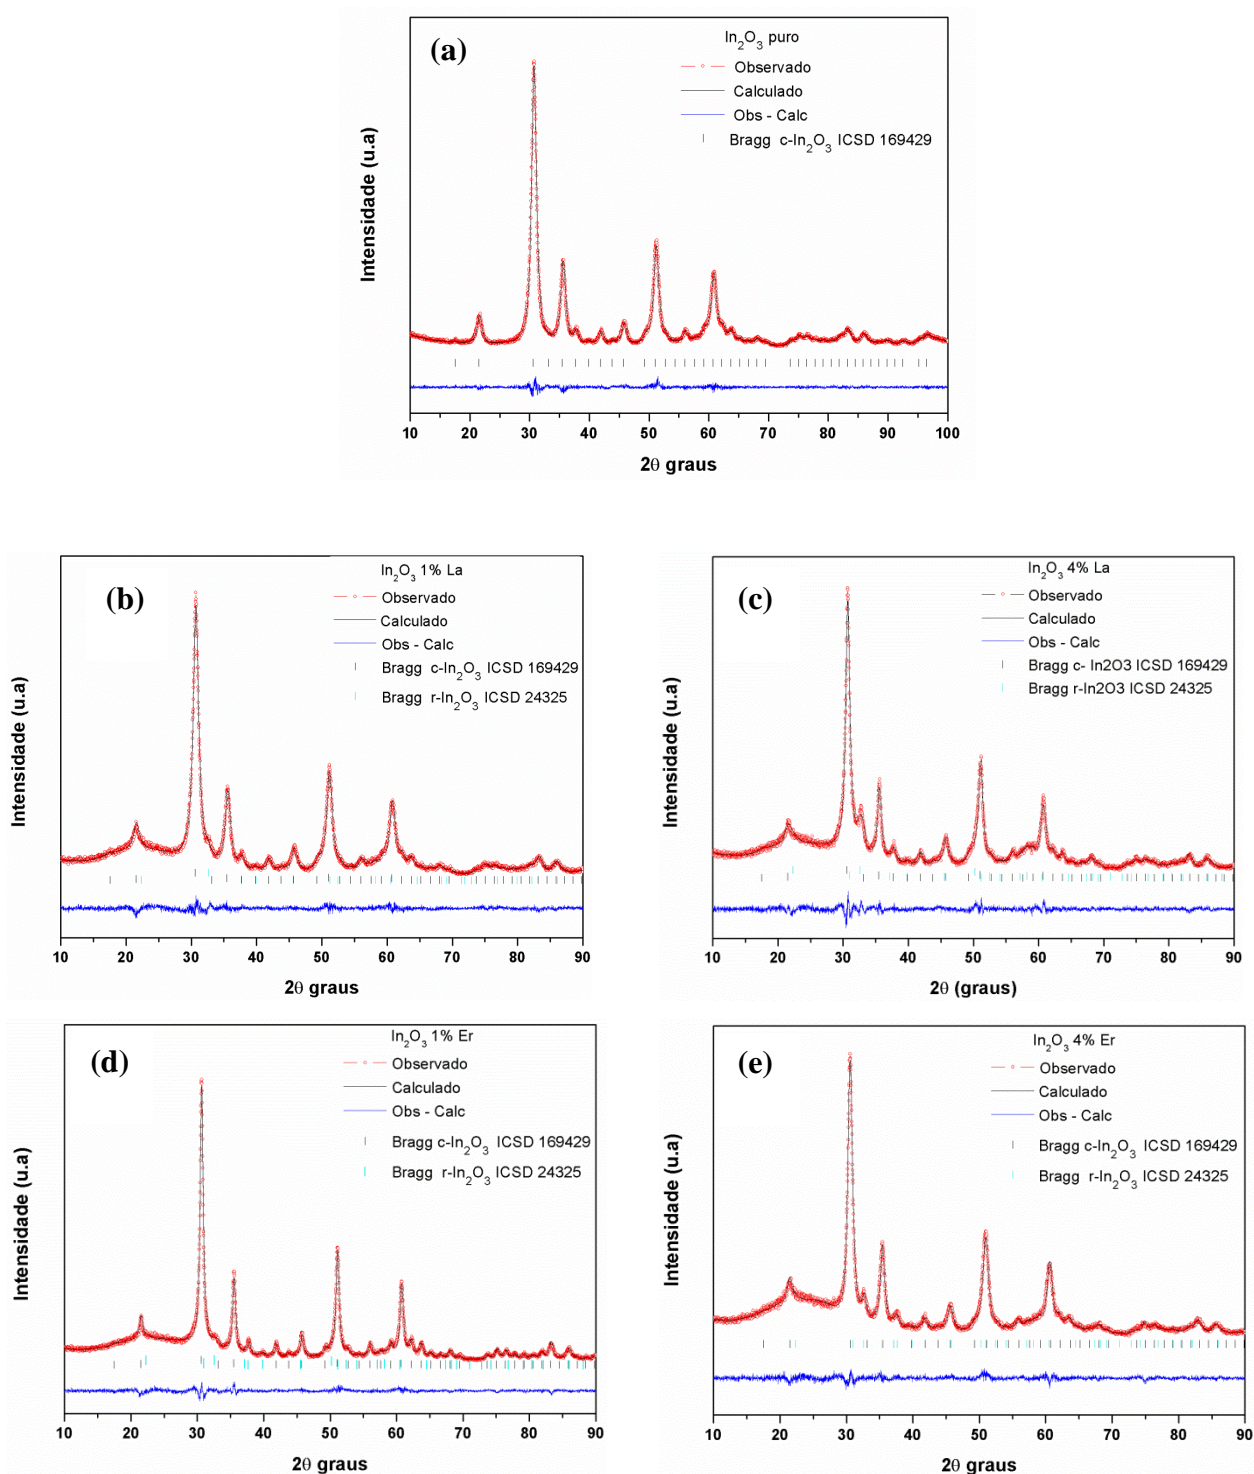 (a)
In₂O₃ puro
Observado
Calculado
Obs - Calc
Bragg c-In₂O₃ ICSD 169429
Intensidade (u.a)
10 20 30 40 50 60 70 80 90 100
2θ graus
(b)
In₂O₃ 1% La
Observado
Calculado
Obs - Calc
Bragg c-In₂O₃ ICSD 169429
Bragg r-In₂O₃ ICSD 24325
Intensidade (u.a)
10 20 30 40 50 60 70 80 90
2θ graus
(c)
In₂O₃ 4% La
Observado
Calculado
Obs - Calc
Bragg c- In2O3 ICSD 169429
Bragg r-In2O3 ICSD 24325
Intensidade (u.a)
10 20 30 40 50 60 70 80 90
2θ (graus)
(d)
In₂O₃ 1% Er
Observado
Calculado
Obs - Calc
Bragg c-In₂O₃ ICSD 169429
Bragg r-In₂O₃ ICSD 24325
Intensidade (u.a)
10 20 30 40 50 60 70 80 90
2θ graus
(e)
In₂O₃ 4% Er
Observado
Calculado
Obs - Calc
Bragg c-In₂O₃ ICSD 169429
Bragg r-In₂O₃ ICSD 24325
Intensidade (u.a)
10 20 30 40 50 60 70 80 90
2θ graus